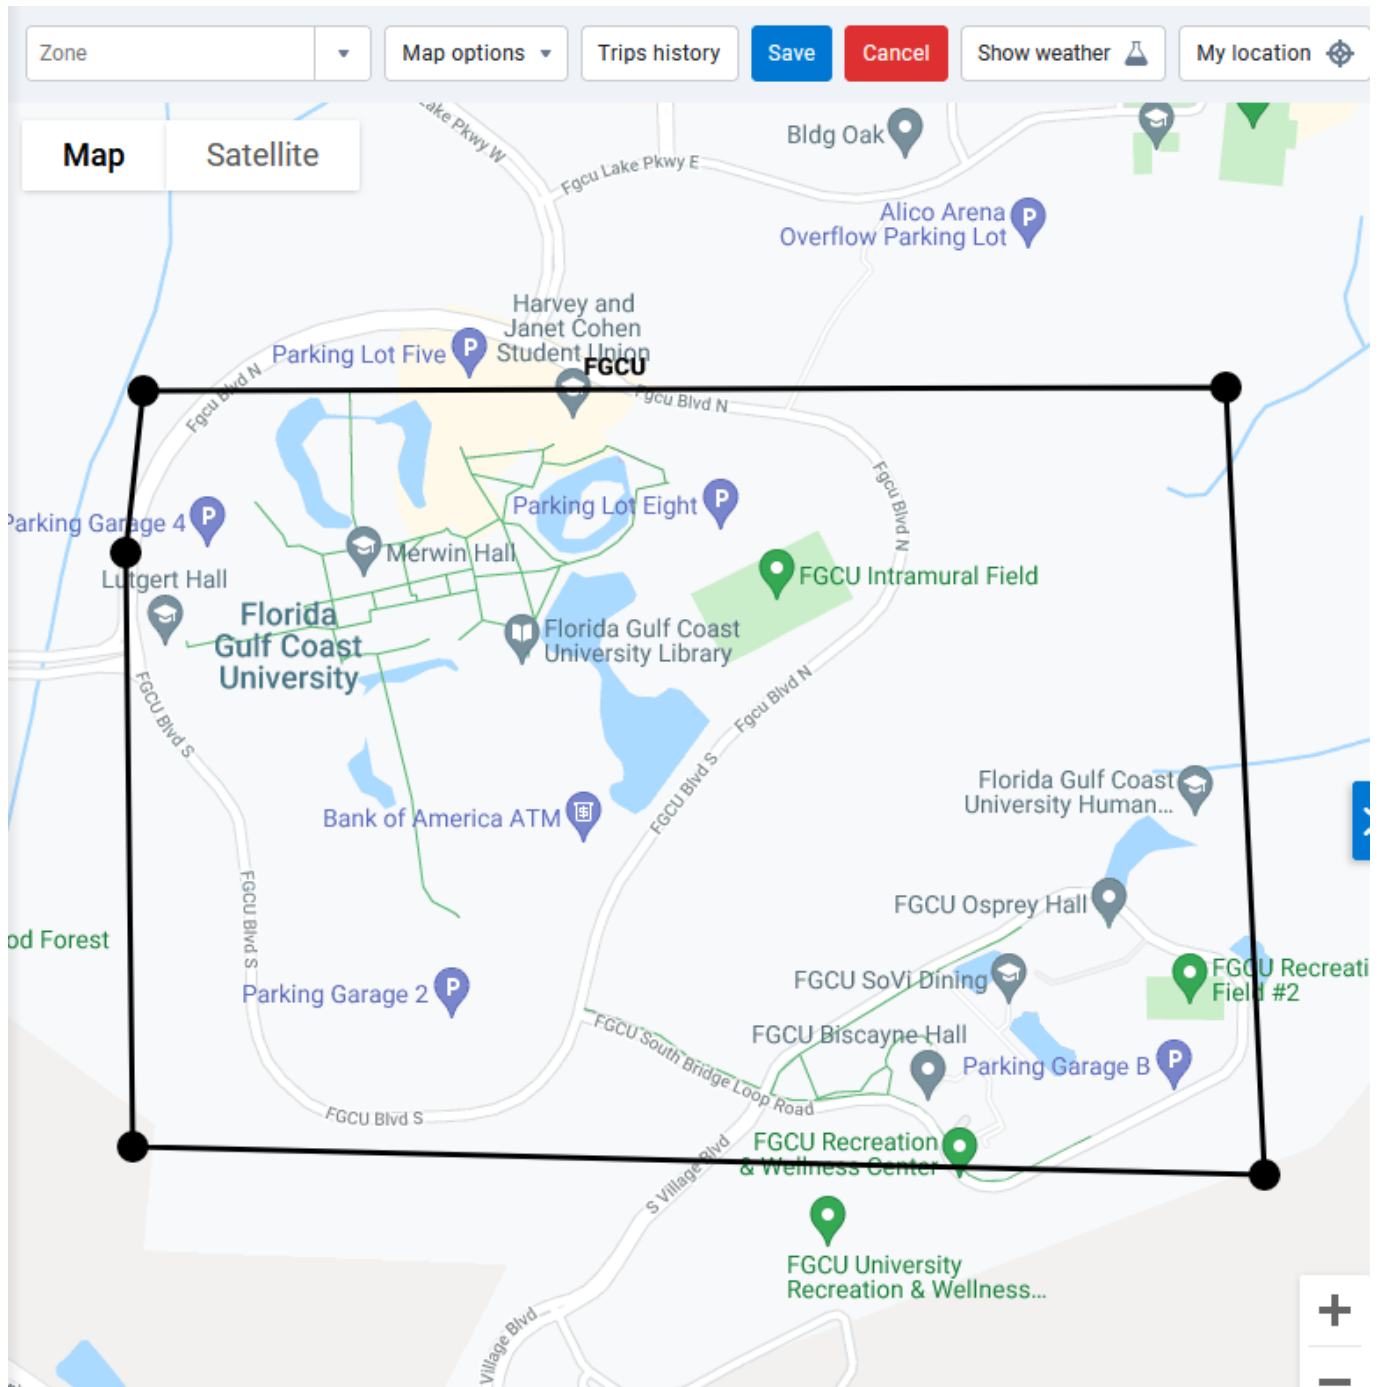 Zone
Map options
Trips history
Save
Cancel
Show weather
My location
Map
Satellite
Lake Pkwy W
Fgcu Lake Pkwy E
Bldg Oak
Alico Arena
Overflow Parking Lot
Harvey and
Janet Cohen
Student Union
Parking Lot Five
FGCU
Fgcu Blvd N
Fgcu Blvd N
Fgcu Blvd N
Parking Lot Eight
Parking Garage 4
Merwin Hall
FGCU Intramural Field
Lutgert Hall
Florida
Gulf Coast
University
Florida Gulf Coast
University Library
FGCU Blvd S
Fgcu Blvd N
FGCU Blvd S
Florida Gulf Coast
University Human...
Bank of America ATM
FGCU Blvd S
FGCU Osprey Hall
od Forest
FGCU Recreati
Field #2
FGCU SoVi Dining
Parking Garage 2
FGCU South Bridge Loop Road
FGCU Biscayne Hall
Parking Garage B
FGCU Blvd S
FGCU Recreation
& Wellness Center
S Village Blvd
FGCU University
Recreation & Wellness...
Village Blvd